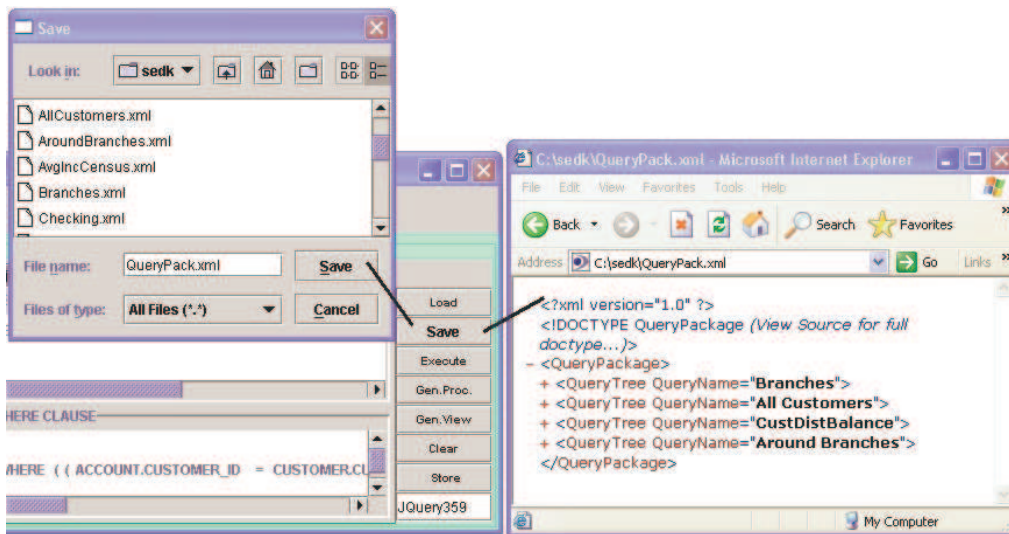 Save
Look in: sedk
AllCustomers.xml
AroundBranches.xml
AvgIncCensus.xml
Branches.xml
Checking.xml
File name: QueryPack.xml Save
Files of type: All Files (*.*) Cancel
Load
Save
Execute
Gen.Proc.
Gen.View
Clear
Store
JQuery359
HERE CLAUSE
WHERE ( ( ACCOUNT.CUSTOMER_ID = CUSTOMER.CU
C:\sedk\QueryPack.xml - Microsoft Internet Explorer
File Edit View Favorites Tools Help
Back Search Favorites »
Address C:\sedk\QueryPack.xml Go Links »
<?xml version="1.0" ?>
<!DOCTYPE QueryPackage (View Source for full
doctype...)>
- <QueryPackage>
+ <QueryTree QueryName="Branches">
+ <QueryTree QueryName="All Customers">
+ <QueryTree QueryName="CustDistBalance">
+ <QueryTree QueryName="Around Branches">
</QueryPackage>
My Computer